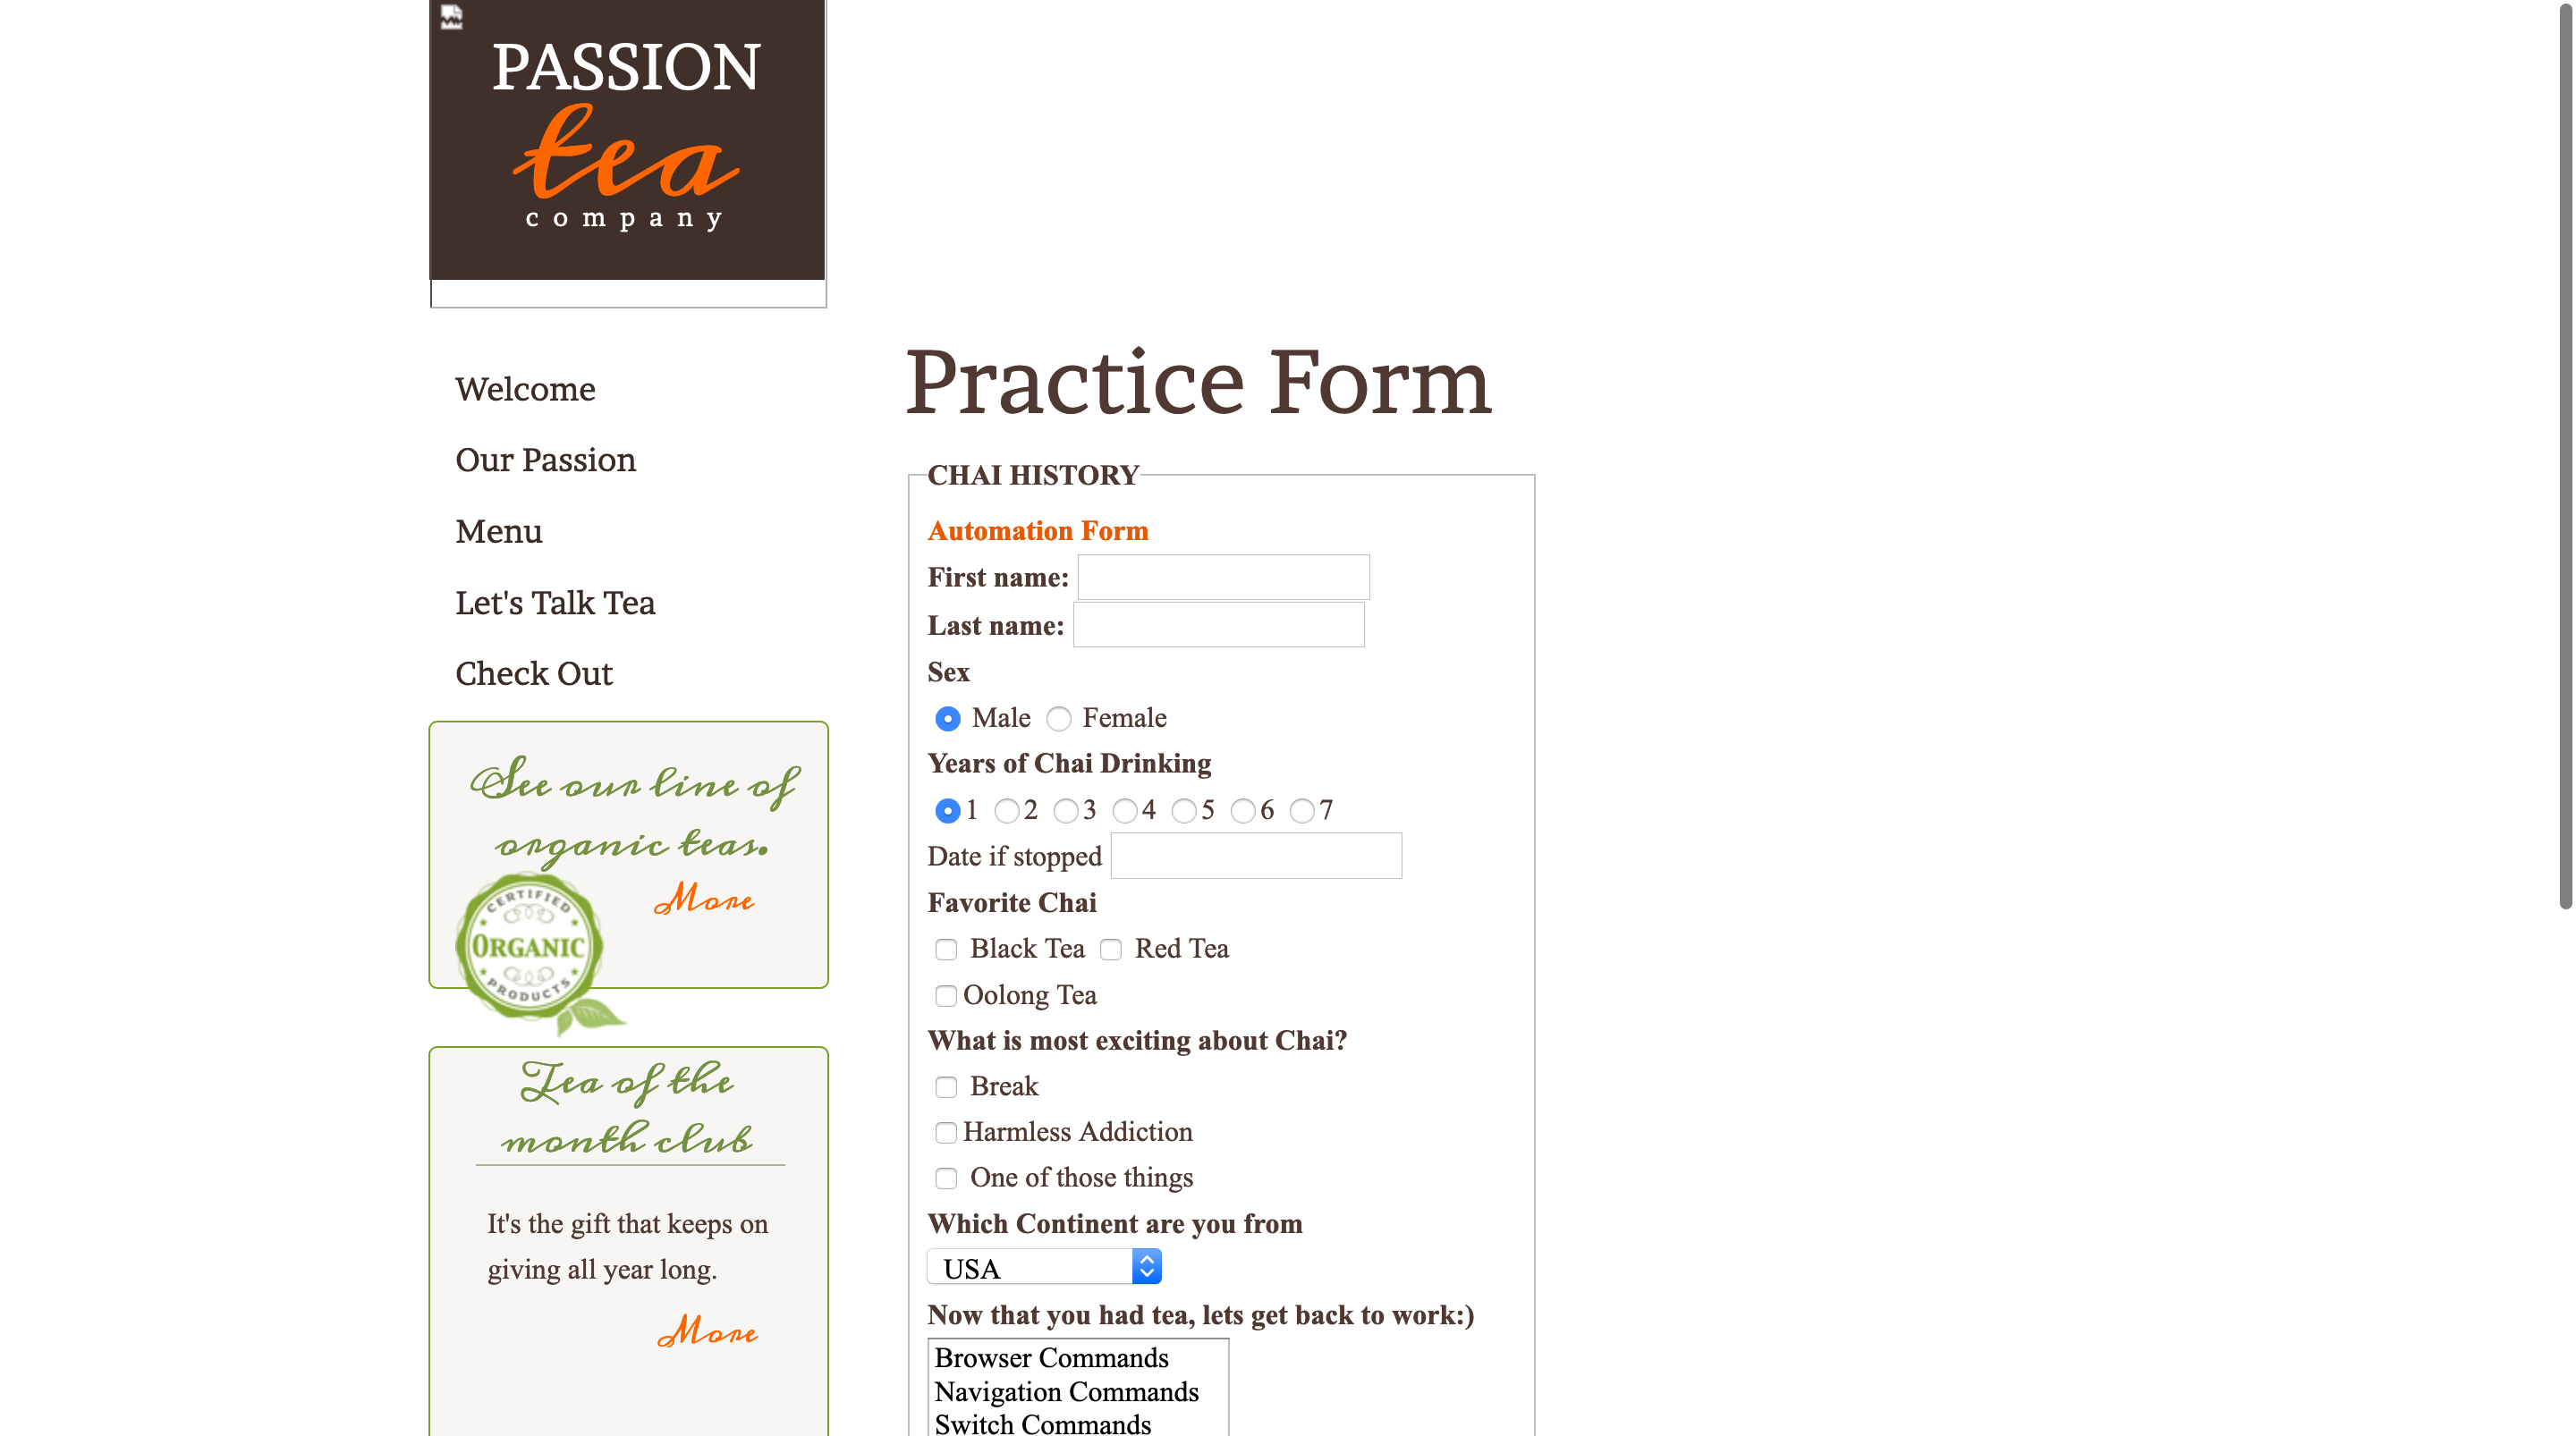 PASSION
tea
company
Welcome
Our Passion
Menu
Let's Talk Tea
Check Out
See our line of
organic teas.
More
CERTIFIED
ORGANIC
PRODUCTS
Tea of the
month club
It's the gift that keeps on
giving all year long.
More
Practice Form
CHAI HISTORY
Automation Form
First name:
Last name:
Sex
Male Female
Years of Chai Drinking
1 2 3 4 5 6 7
Date if stopped
Favorite Chai
Black Tea Red Tea
Oolong Tea
What is most exciting about Chai?
Break
Harmless Addiction
One of those things
Which Continent are you from
USA
Now that you had tea, lets get back to work:)
Browser Commands
Navigation Commands
Switch Commands